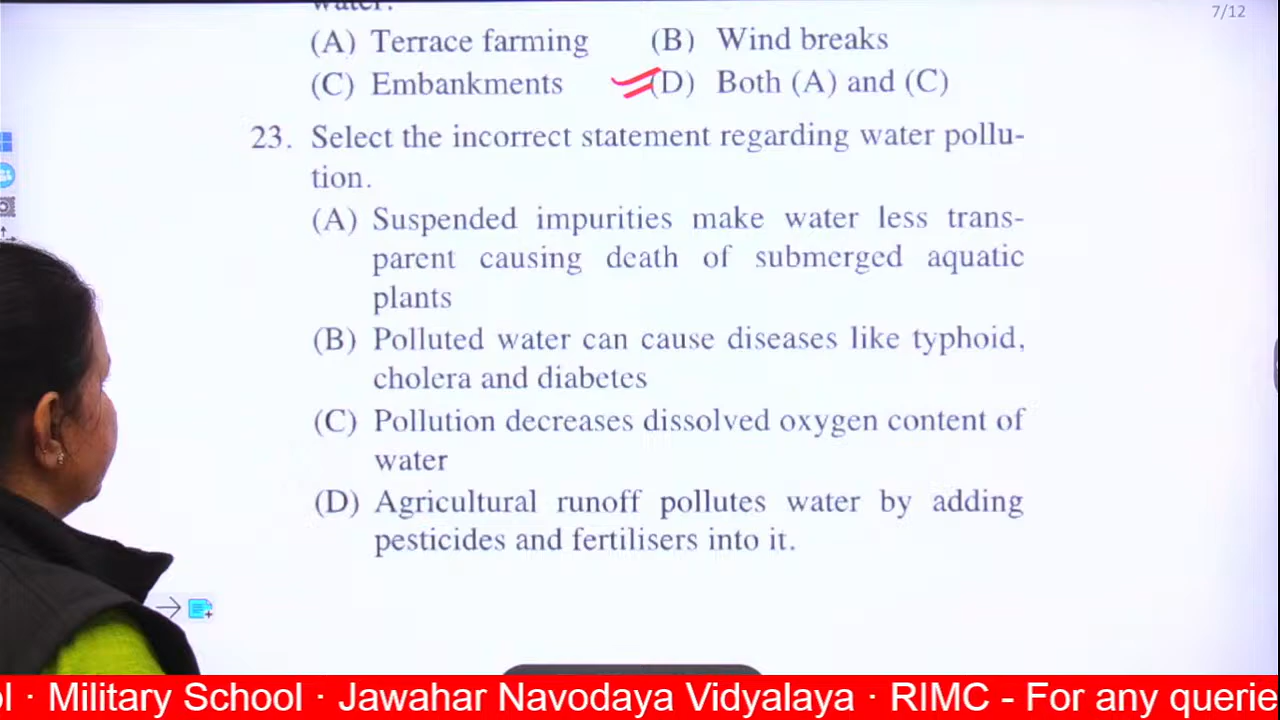 water.
7/12
(A) Terrace farming (B) Wind breaks
(C) Embankments (D) Both (A) and (C)
23. Select the incorrect statement regarding water pollu-
tion.
(A) Suspended impurities make water less trans-
parent causing death of submerged aquatic
plants
(B) Polluted water can cause diseases like typhoid,
cholera and diabetes
(C) Pollution decreases dissolved oxygen content of
water
(D) Agricultural runoff pollutes water by adding
pesticides and fertilisers into it.
· Military School · Jawahar Navodaya Vidyalaya · RIMC - For any querie